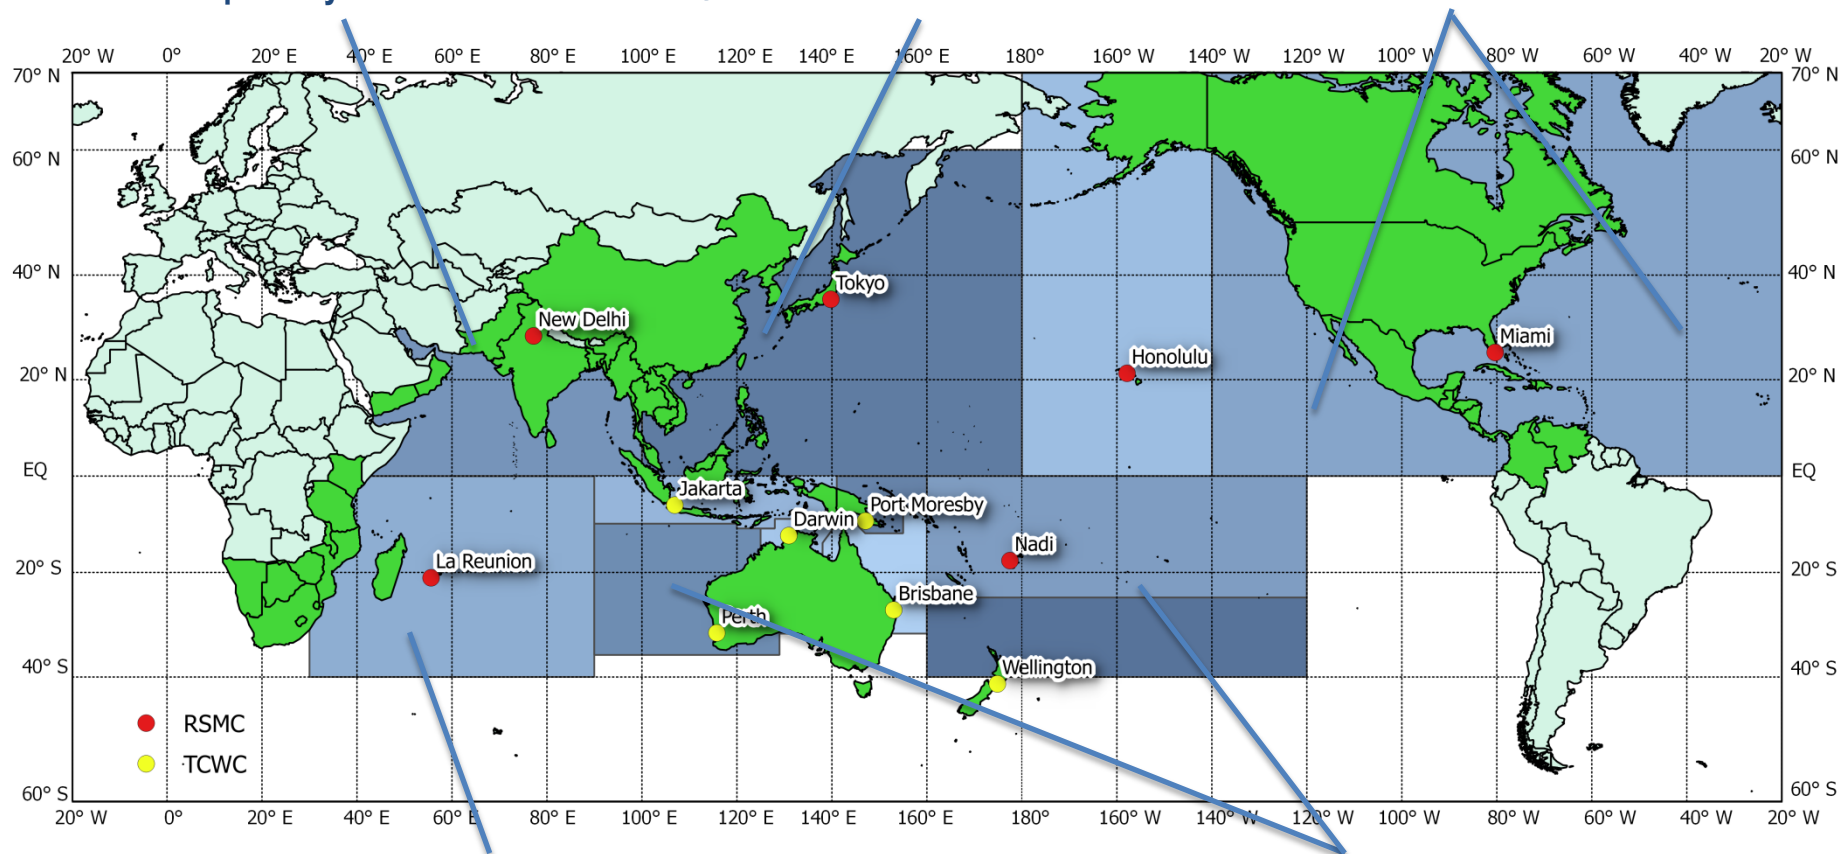 20° W 0° 20° E 40° E 60° E 80° E 100° E 120° E 140° E 160° E 180° 160° W 140° W 120° W 100° W 80° W 60° W 40° W 20° W
70° N 70° N
60° N 60° N
40° N 40° N
Tokyo
New Delhi
Miami
Honolulu
20° N 20° N
EQ EQ
Jakarta
Port Moresby
Darwin
Nadi
La Reunion
20° S 20° S
Brisbane
Perth
Wellington
40° S 40° S
RSMC
TCWC
60° S 60° S
20° W 0° 20° E 40° E 60° E 80° E 100° E 120° E 140° E 160° E 180° 160° W 140° W 120° W 100° W 80° W 60° W 40° W 20° W